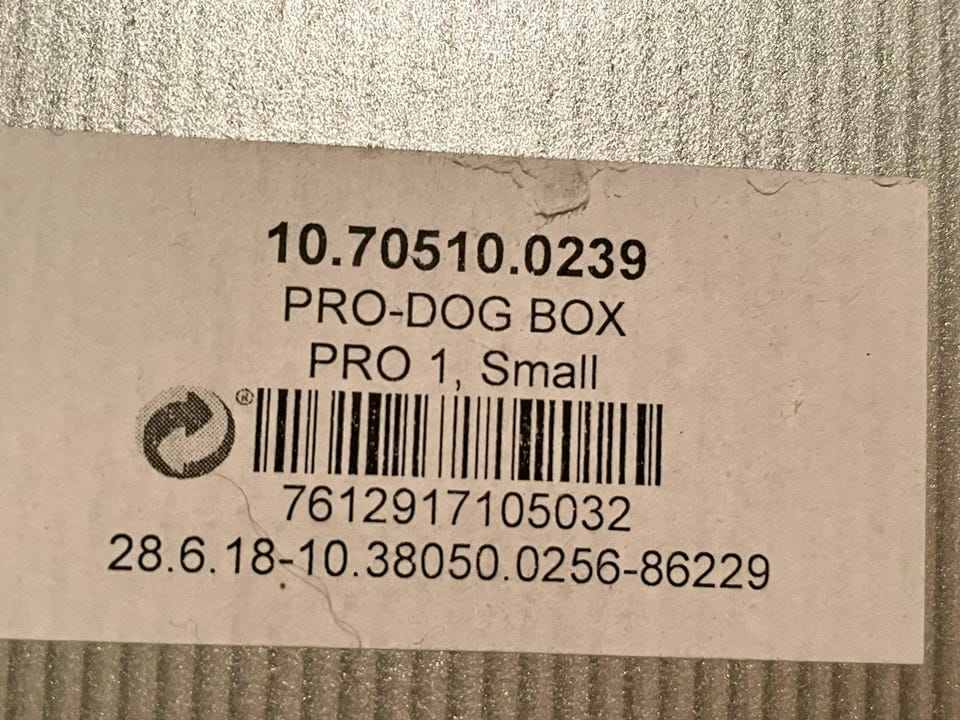 10.70510.0239
PRO-DOG BOX
PRO 1, Small
®
7612917105032
28.6.18-10.38050.0256-86229